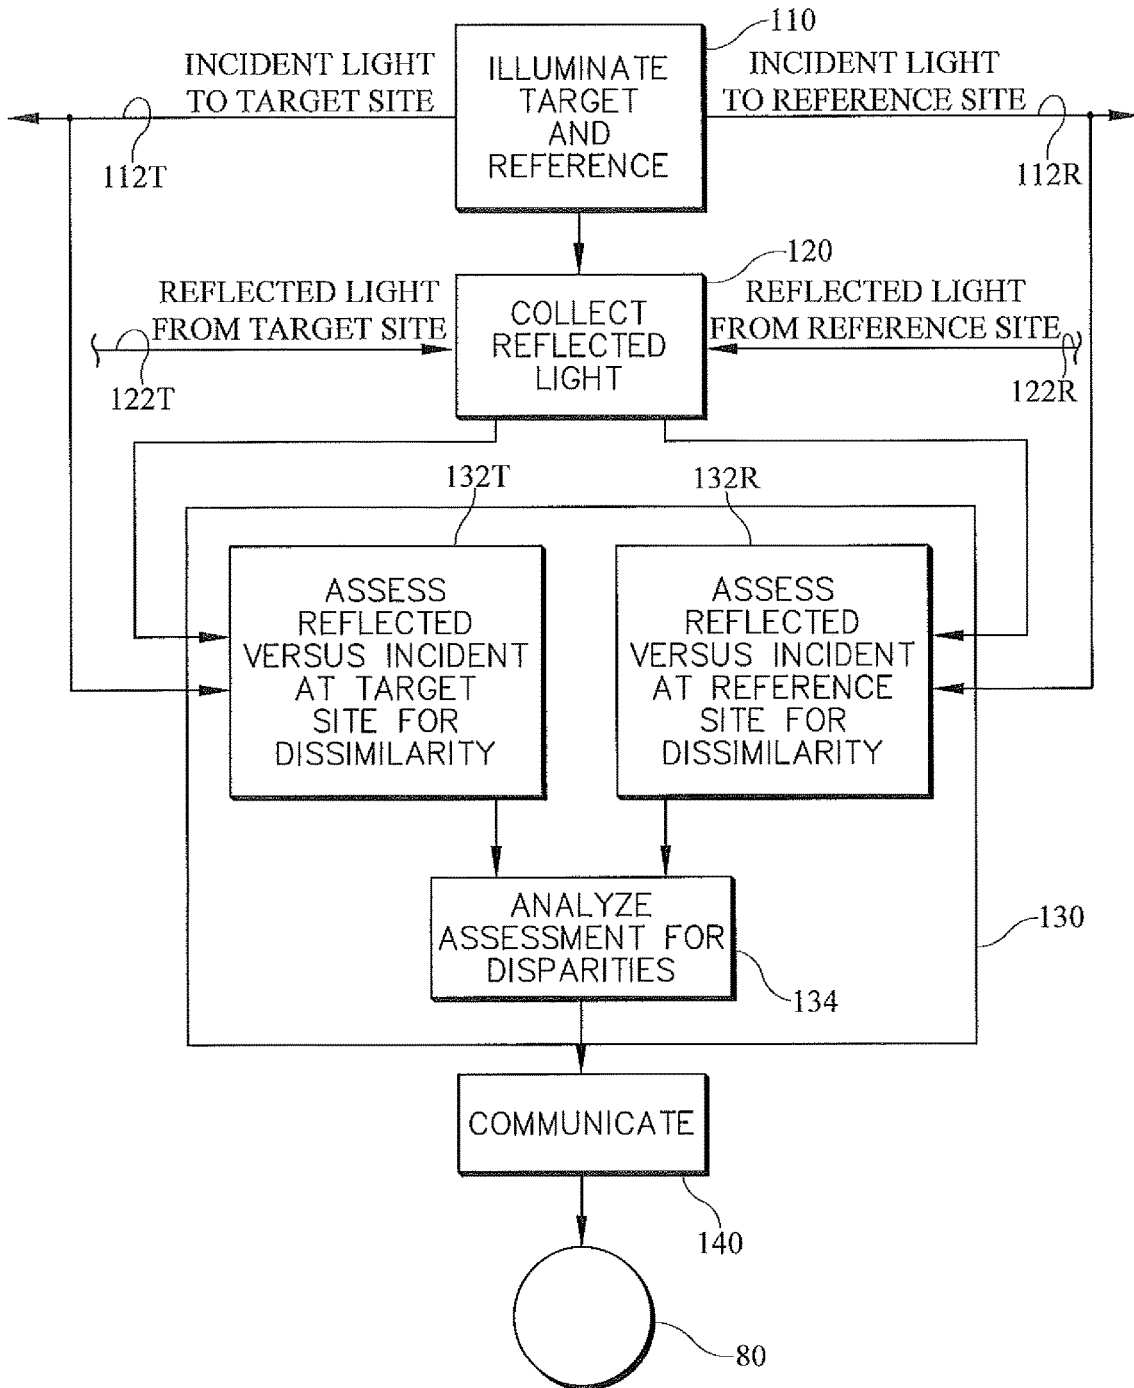 110
INCIDENT LIGHT
TO TARGET SITE
ILLUMINATE
TARGET
AND
REFERENCE
INCIDENT LIGHT
TO REFERENCE SITE
112T
112R
120
REFLECTED LIGHT
FROM TARGET SITE
COLLECT
REFLECTED
LIGHT
REFLECTED LIGHT
FROM REFERENCE SITE
122T
122R
132T
132R
ASSESS
REFLECTED
VERSUS INCIDENT
AT TARGET
SITE FOR
DISSIMILARITY
ASSESS
REFLECTED
VERSUS INCIDENT
AT REFERENCE
SITE FOR
DISSIMILARITY
ANALYZE
ASSESSMENT FOR
DISPARITIES
130
134
COMMUNICATE
140
80